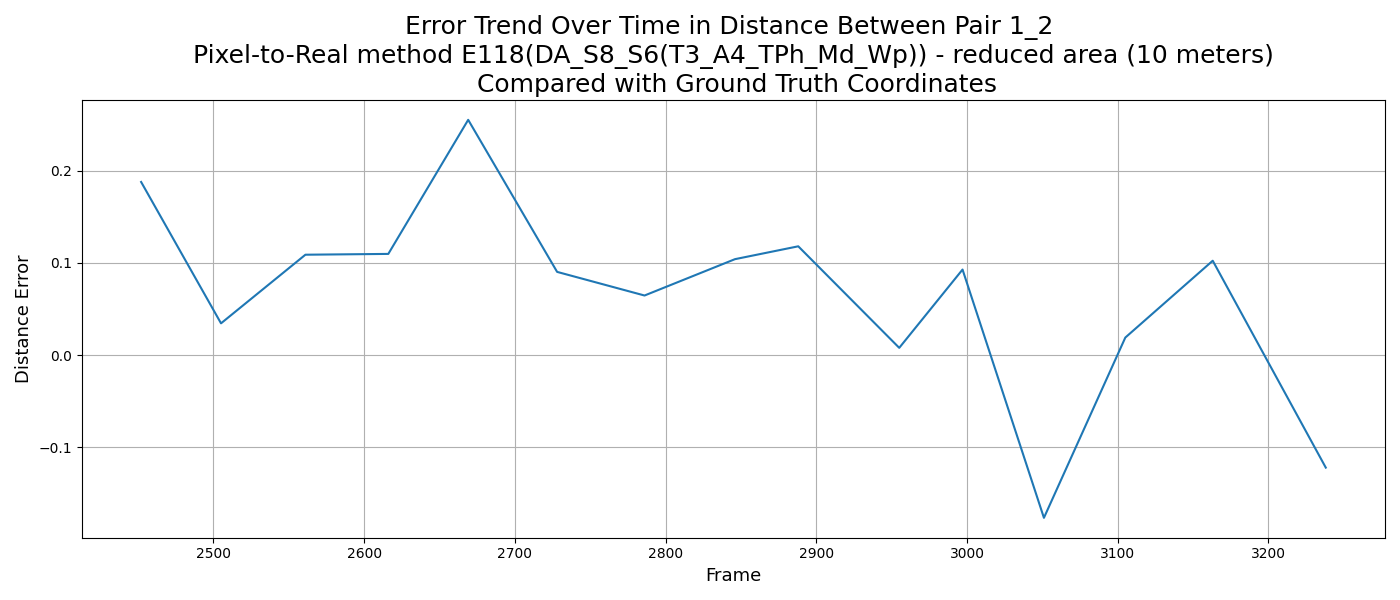 Error Trend Over Time in Distance Between Pair 1_2
Pixel-to-Real method E118(DA_S8_S6(T3_A4_TPh_Md_Wp)) - reduced area (10 meters)
Compared with Ground Truth Coordinates
Distance Error
0.2
0.1
0.0
−0.1
2500 2600 2700 2800 2900 3000 3100 3200
Frame